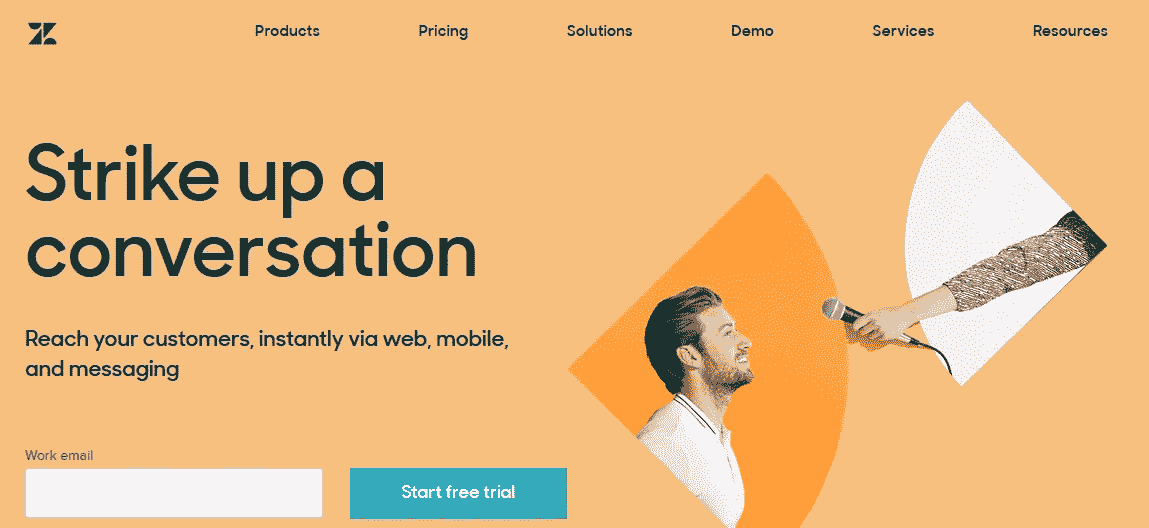 Products Pricing Solutions Demo Services Resources
Strike up a
conversation
Reach your customers, instantly via web, mobile,
and messaging
Work email
Start free trial